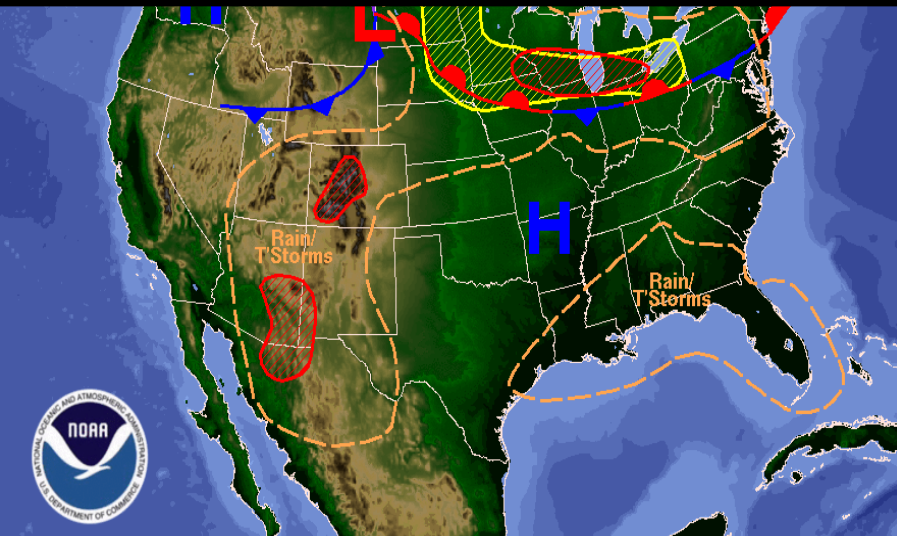 H
L
H
Rain/
T'Storms
Rain/
T'Storms
NATIONAL OCEANIC AND ATMOSPHERIC ADMINISTRATION
NOAA
U.S. DEPARTMENT OF COMMERCE